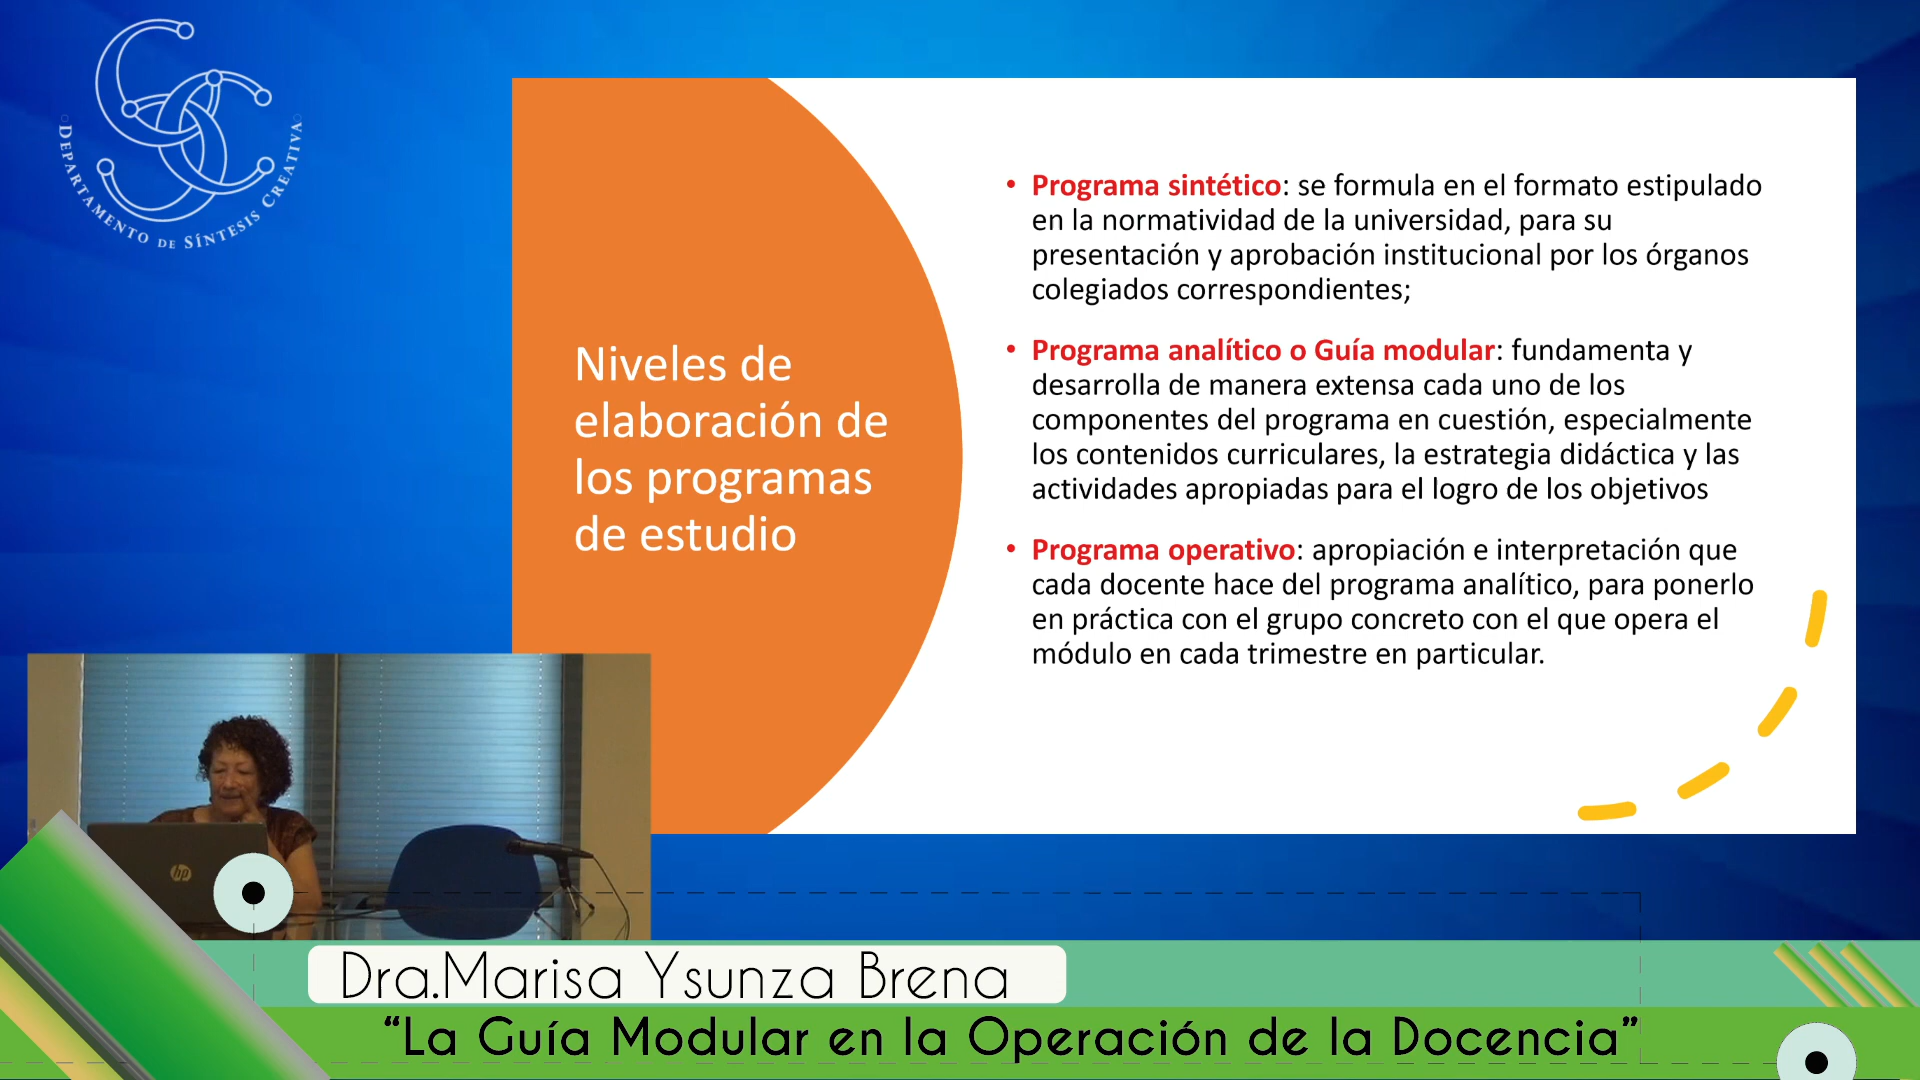 DEPARTAMENTO DE SÍNTESIS CREATIVA
Niveles de
elaboración de
los programas
de estudio
• Programa sintético: se formula en el formato estipulado
en la normatividad de la universidad, para su
presentación y aprobación institucional por los órganos
colegiados correspondientes;
• Programa analítico o Guía modular: fundamenta y
desarrolla de manera extensa cada uno de los
componentes del programa en cuestión, especialmente
los contenidos curriculares, la estrategia didáctica y las
actividades apropiadas para el logro de los objetivos
• Programa operativo: apropiación e interpretación que
cada docente hace del programa analítico, para ponerlo
en práctica con el grupo concreto con el que opera el
módulo en cada trimestre en particular.
hp
Dra.Marisa Ysunza Brena
“La Guía Modular en la Operación de la Docencia”